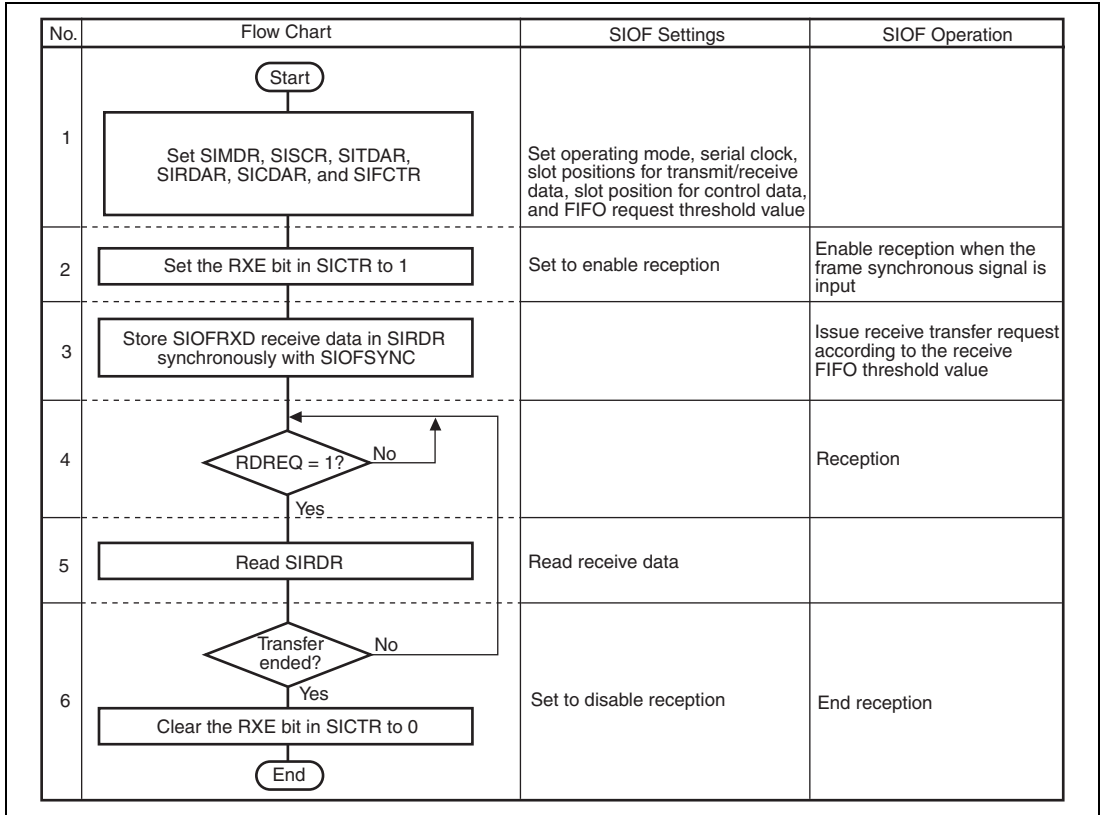 No.
Flow Chart
SIOF Settings
SIOF Operation
Start
1
Set SIMDR, SISCR, SITDAR,
SIRDAR, SICDAR, and SIFCTR
Set operating mode, serial clock,
slot positions for transmit/receive
data, slot position for control data,
and FIFO request threshold value
2
Set the RXE bit in SICTR to 1
Set to enable reception
Enable reception when the
frame synchronous signal is
input
3
Store SIOFRXD receive data in SIRDR
synchronously with SIOFSYNC
Issue receive transfer request
according to the receive
FIFO threshold value
4
RDREQ = 1?
No
Yes
Reception
5
Read SIRDR
Read receive data
6
Transfer
ended?
No
Yes
Clear the RXE bit in SICTR to 0
End
Set to disable reception
End reception